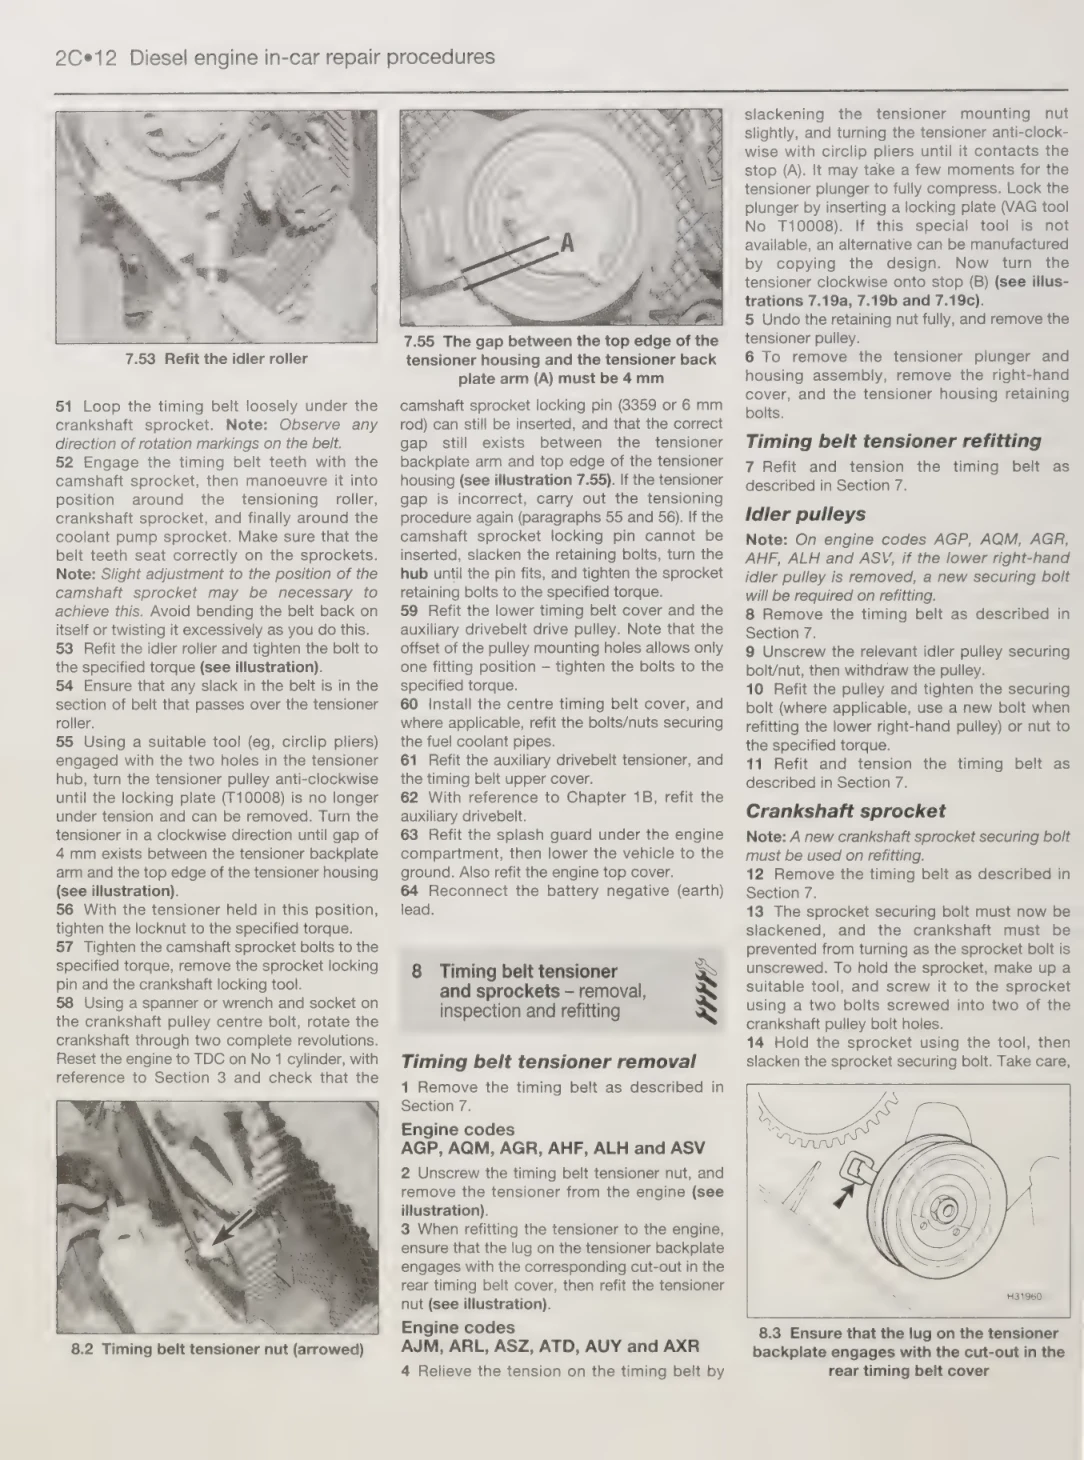 2C•12 Diesel engine in-car repair procedures
7.53 Refit the idler roller
51 Loop the timing belt loosely under the
crankshaft sprocket. Note: Observe any
direction of rotation markings on the belt.
52 Engage the timing belt teeth with the
camshaft sprocket, then manoeuvre it into
position around the tensioning roller,
crankshaft sprocket, and finally around the
coolant pump sprocket. Make sure that the
belt teeth seat correctly on the sprockets.
Note: Slight adjustment to the position of the
camshaft sprocket may be necessary to
achieve this. Avoid bending the belt back on
itself or twisting it excessively as you do this.
53 Refit the idler roller and tighten the bolt to
the specified torque (see illustration).
54 Ensure that any slack in the belt is in the
section of belt that passes over the tensioner
roller.
55 Using a suitable tool (eg, circlip pliers)
engaged with the two holes in the tensioner
hub, turn the tensioner pulley anti-clockwise
until the locking plate (T10008) is no longer
under tension and can be removed. Turn the
tensioner in a clockwise direction until gap of
4 mm exists between the tensioner backplate
arm and the top edge of the tensioner housing
(see illustration).
56 With the tensioner held in this position,
tighten the locknut to the specified torque.
57 Tighten the camshaft sprocket bolts to the
specified torque, remove the sprocket locking
pin and the crankshaft locking tool.
58 Using a spanner or wrench and socket on
the crankshaft pulley centre bolt, rotate the
crankshaft through two complete revolutions.
Reset the engine to TDC on No 1 cylinder, with
reference to Section 3 and check that the
8.2 Timing belt tensioner nut (arrowed)
A
7.55 The gap between the top edge of the
tensioner housing and the tensioner back
plate arm (A) must be 4 mm
camshaft sprocket locking pin (3359 or 6 mm
rod) can still be inserted, and that the correct
gap still exists between the tensioner
backplate arm and top edge of the tensioner
housing (see illustration 7.55). If the tensioner
gap is incorrect, carry out the tensioning
procedure again (paragraphs 55 and 56). If the
camshaft sprocket locking pin cannot be
inserted, slacken the retaining bolts, turn the
hub until the pin fits, and tighten the sprocket
retaining bolts to the specified torque.
59 Refit the lower timing belt cover and the
auxiliary drivebelt drive pulley. Note that the
offset of the pulley mounting holes allows only
one fitting position – tighten the bolts to the
specified torque.
60 Install the centre timing belt cover, and
where applicable, refit the bolts/nuts securing
the fuel coolant pipes.
61 Refit the auxiliary drivebelt tensioner, and
the timing belt upper cover.
62 With reference to Chapter 1B, refit the
auxiliary drivebelt.
63 Refit the splash guard under the engine
compartment, then lower the vehicle to the
ground. Also refit the engine top cover.
64 Reconnect the battery negative (earth)
lead.
8 Timing belt tensioner
and sprockets – removal,
inspection and refitting
Timing belt tensioner removal
1 Remove the timing belt as described in
Section 7.
Engine codes
AGP, AQM, AGR, AHF, ALH and ASV
2 Unscrew the timing belt tensioner nut, and
remove the tensioner from the engine (see
illustration).
3 When refitting the tensioner to the engine,
ensure that the lug on the tensioner backplate
engages with the corresponding cut-out in the
rear timing belt cover, then refit the tensioner
nut (see illustration).
Engine codes
AJM, ARL, ASZ, ATD, AUY and AXR
4 Relieve the tension on the timing belt by
slackening the tensioner mounting nut
slightly, and turning the tensioner anti-clock-
wise with circlip pliers until it contacts the
stop (A). It may take a few moments for the
tensioner plunger to fully compress. Lock the
plunger by inserting a locking plate (VAG tool
No T10008). If this special tool is not
available, an alternative can be manufactured
by copying the design. Now turn the
tensioner clockwise onto stop (B) (see illus-
trations 7.19a, 7.19b and 7.19c).
5 Undo the retaining nut fully, and remove the
tensioner pulley.
6 To remove the tensioner plunger and
housing assembly, remove the right-hand
cover, and the tensioner housing retaining
bolts.
Timing belt tensioner refitting
7 Refit and tension the timing belt as
described in Section 7.
Idler pulleys
Note: On engine codes AGP, AQM, AGR,
AHF, ALH and ASV, if the lower right-hand
idler pulley is removed, a new securing bolt
will be required on refitting.
8 Remove the timing belt as described in
Section 7.
9 Unscrew the relevant idler pulley securing
bolt/nut, then withdraw the pulley.
10 Refit the pulley and tighten the securing
bolt (where applicable, use a new bolt when
refitting the lower right-hand pulley) or nut to
the specified torque.
11 Refit and tension the timing belt as
described in Section 7.
Crankshaft sprocket
Note: A new crankshaft sprocket securing bolt
must be used on refitting.
12 Remove the timing belt as described in
Section 7.
13 The sprocket securing bolt must now be
slackened, and the crankshaft must be
prevented from turning as the sprocket bolt is
unscrewed. To hold the sprocket, make up a
suitable tool, and screw it to the sprocket
using a two bolts screwed into two of the
crankshaft pulley bolt holes.
14 Hold the sprocket using the tool, then
slacken the sprocket securing bolt. Take care,
H31960
8.3 Ensure that the lug on the tensioner
backplate engages with the cut-out in the
rear timing belt cover